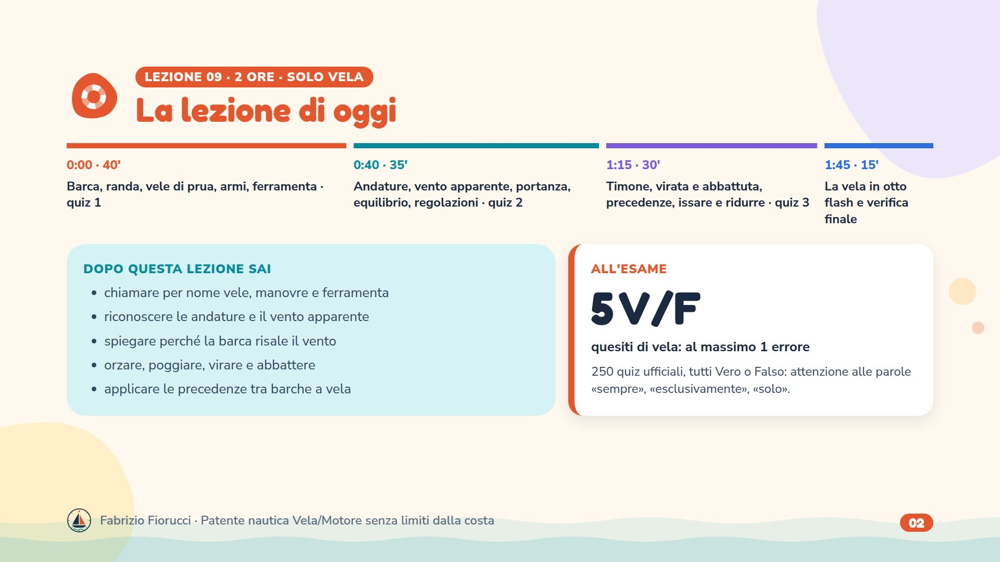 LEZIONE 09 · 2 ORE · SOLO VELA
La lezione di oggi
0:00 · 40'
Barca, randa, vele di prua, armi, ferramenta ·
quiz 1
0:40 · 35'
Andature, vento apparente, portanza,
equilibrio, regolazioni · quiz 2
1:15 · 30'
Timone, virata e abbattuta,
precedenze, issare e ridurre · quiz 3
1:45 · 15'
La vela in otto
flash e verifica
finale
DOPO QUESTA LEZIONE SAI
• chiamare per nome vele, manovre e ferramenta
• riconoscere le andature e il vento apparente
• spiegare perché la barca risale il vento
• orzare, poggiare, virare e abbattere
• applicare le precedenze tra barche a vela
ALL'ESAME
5 V/F
quesiti di vela: al massimo 1 errore
250 quiz ufficiali, tutti Vero o Falso: attenzione alle parole
«sempre», «esclusivamente», «solo».
Fabrizio Fiorucci · Patente nautica Vela/Motore senza limiti dalla costa
02